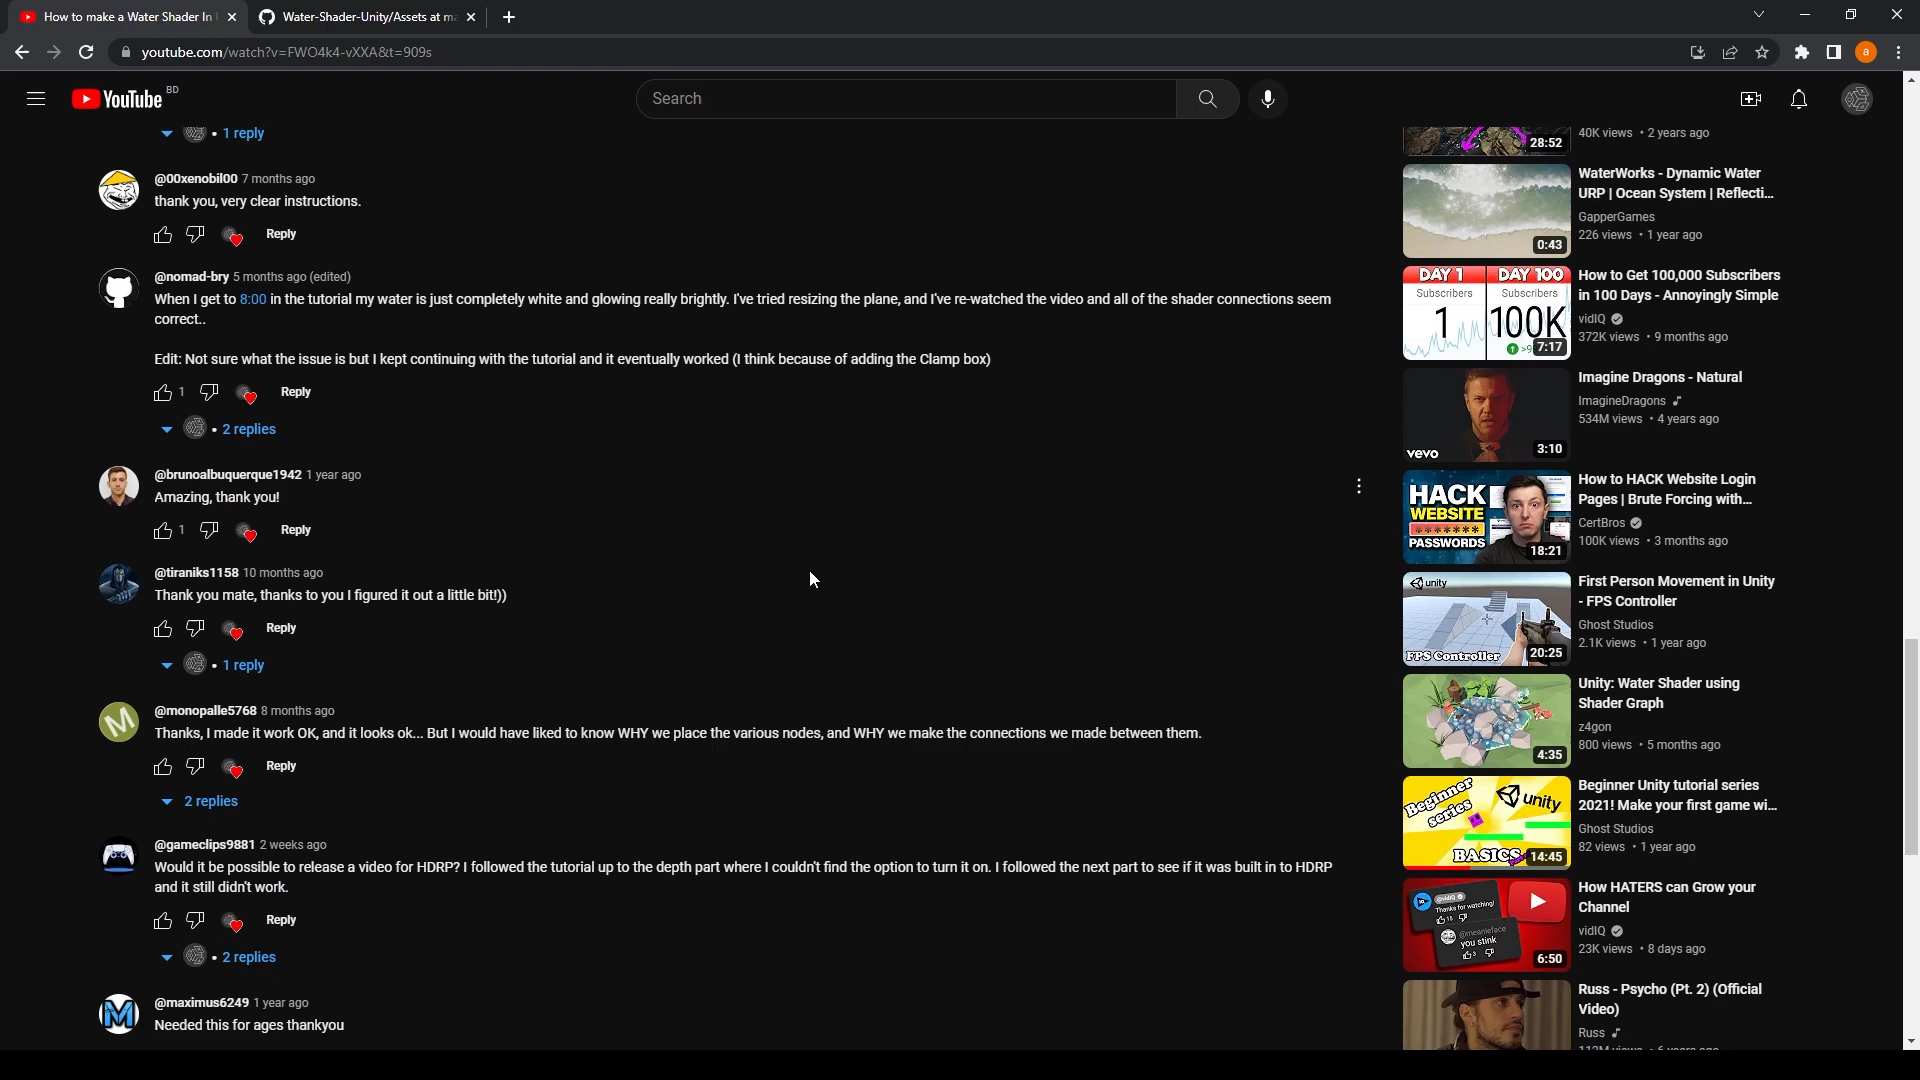 How to make a Water Shader In
Water-Shader-Unity/Assets at ma
youtube.com/watch?v=FWO4k4-vXXA&t=909s
a
YouTube BD
Search
1 reply
@00xenobil00 7 months ago
thank you, very clear instructions.
Reply
@nomad-bry 5 months ago (edited)
When I get to 8:00 in the tutorial my water is just completely white and glowing really brightly. I've tried resizing the plane, and I've re-watched the video and all of the shader connections seem
correct..
Edit: Not sure what the issue is but I kept continuing with the tutorial and it eventually worked (I think because of adding the Clamp box)
1 Reply
2 replies
@brunoalbuquerque1942 1 year ago
Amazing, thank you!
1 Reply
@tiraniks1158 10 months ago
Thank you mate, thanks to you I figured it out a little bit!))
Reply
1 reply
M
@monopalle5768 8 months ago
Thanks, I made it work OK, and it looks ok... But I would have liked to know WHY we place the various nodes, and WHY we make the connections we made between them.
Reply
2 replies
@gameclips9881 2 weeks ago
Would it be possible to release a video for HDRP? I followed the tutorial up to the depth part where I couldn't find the option to turn it on. I followed the next part to see if it was built in to HDRP
and it still didn't work.
Reply
2 replies
M
@maximus6249 1 year ago
Needed this for ages thankyou
28:52
40K views • 2 years ago
0:43
WaterWorks - Dynamic Water
URP | Ocean System | Reflecti...
GapperGames
226 views • 1 year ago
DAY 1 DAY 100
Subscribers Subscribers
1 100K
7:17
How to Get 100,000 Subscribers
in 100 Days - Annoyingly Simple
vidIQ
372K views • 9 months ago
vevo
3:10
Imagine Dragons - Natural
ImagineDragons
534M views • 4 years ago
HACK
WEBSITE
*******
PASSWORDS
18:21
How to HACK Website Login
Pages | Brute Forcing with...
CertBros
100K views • 3 months ago
unity
FPS Controller
20:25
First Person Movement in Unity
- FPS Controller
Ghost Studios
2.1K views • 1 year ago
4:35
Unity: Water Shader using
Shader Graph
z4gon
800 views • 5 months ago
Beginner
series
unity
BASICS
14:45
Beginner Unity tutorial series
2021! Make your first game wi...
Ghost Studios
82 views • 1 year ago
@vidIQ
Thanks for watching!
15
@meanieface
you stink
3
6:50
How HATERS can Grow your
Channel
vidIQ
23K views • 8 days ago
Russ - Psycho (Pt. 2) (Official
Video)
Russ